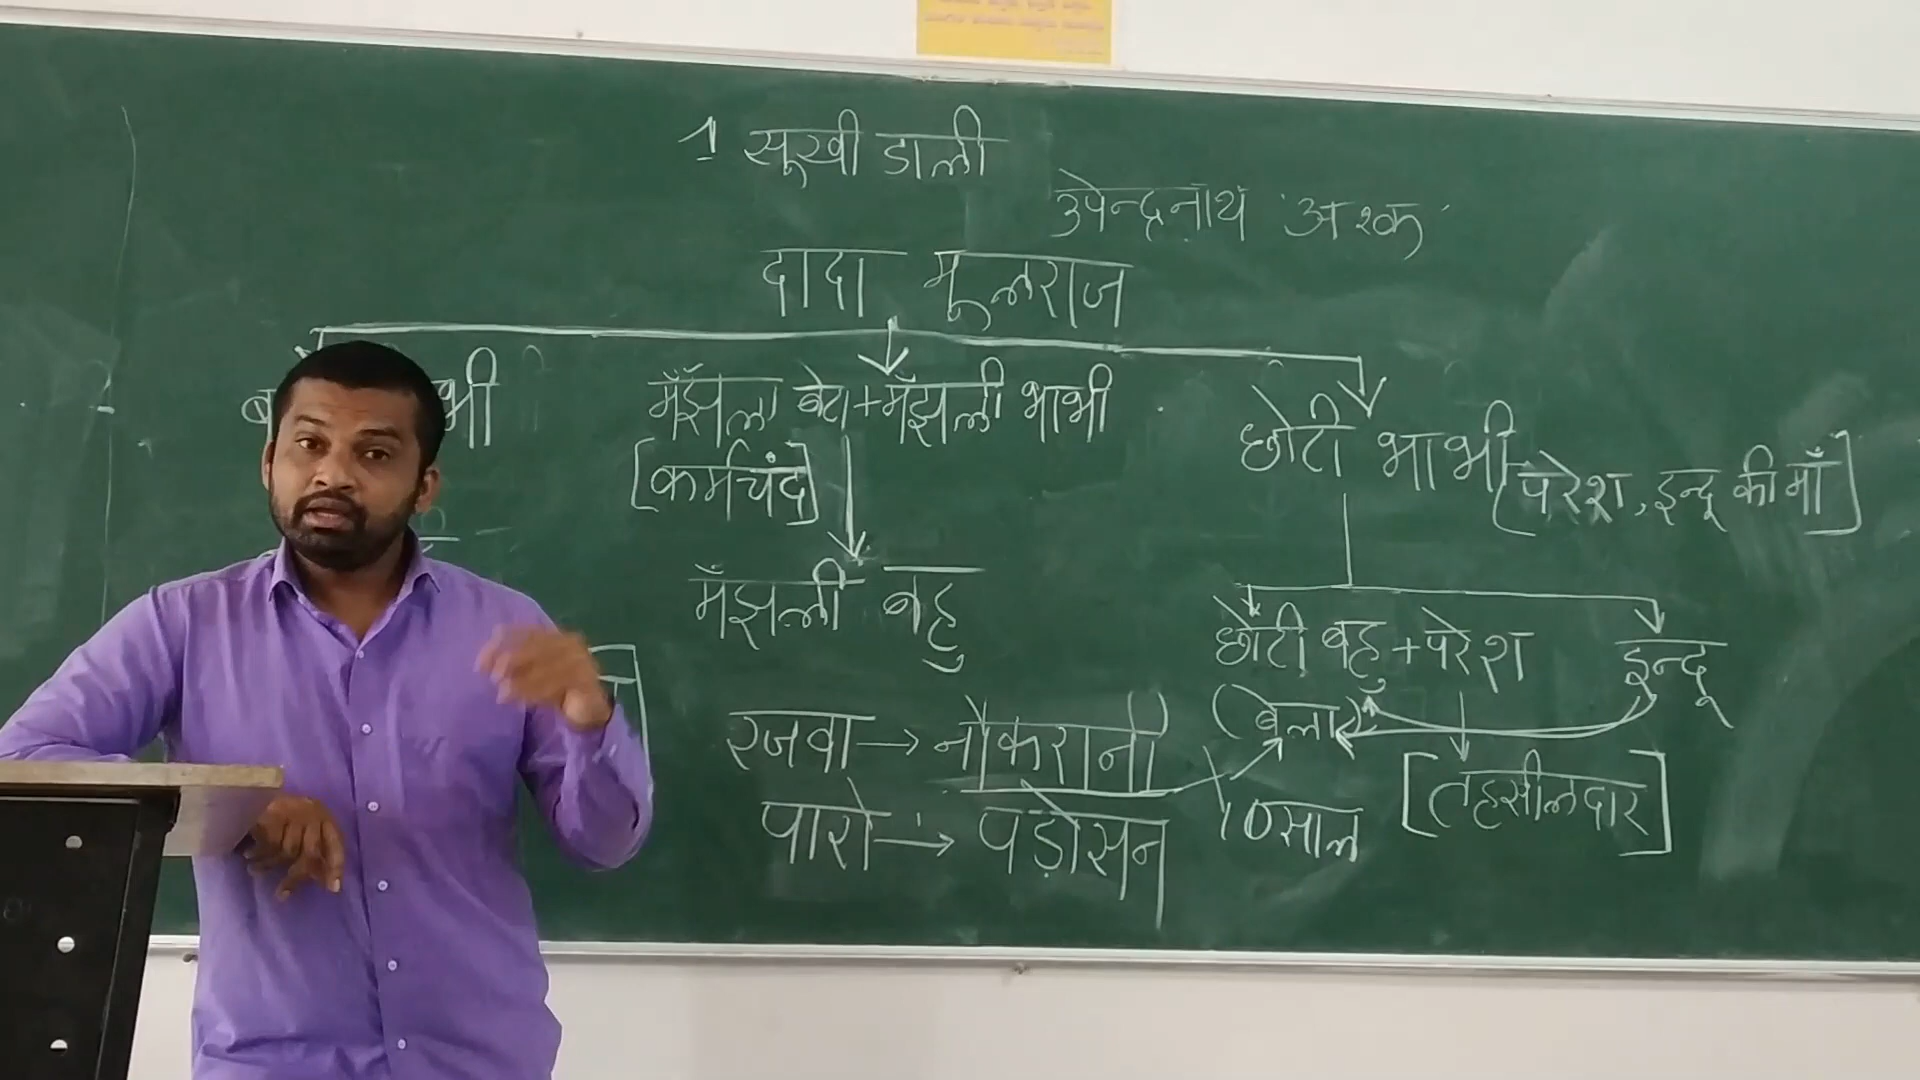 1 सूखी डाली
उपेन्द्रनाथ 'अश्क'
दादा मूलराज
मँझला बेटा+मँझली भाभी
छोटी भाभी [परेश, इन्दू की माँ]
[कर्मचंद]
मँझली बहु
छोटी बहु+परेश इन्दू
रजवा→नौकरानी
(बेला)
[तहसीलदार]
पारो→पड़ोसन
10साल